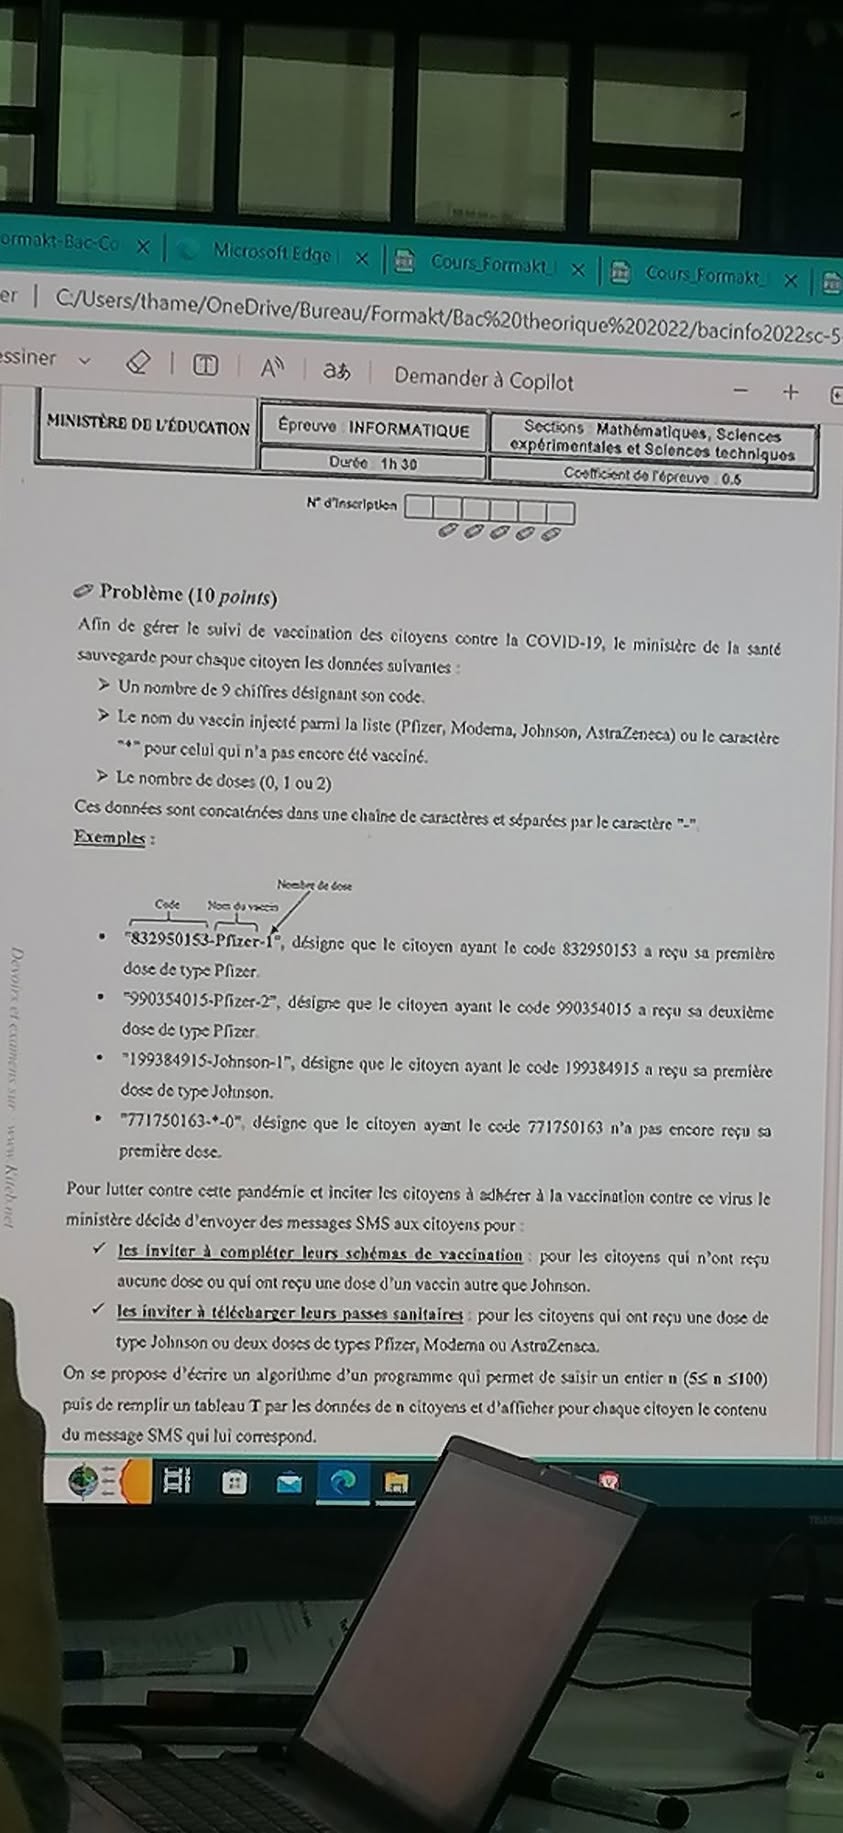 ormakt-Bac-Co
Microsoft Edge
Cours_Formakt_
Cours_Formakt_
er | C:/Users/thame/OneDrive/Bureau/Formakt/Bac%20theorique%202022/bacinfo2022sc-5
essiner
aあ
Demander à Copilot
MINISTÈRE DE L'ÉDUCATION
Épreuve : INFORMATIQUE
Sections : Mathématiques, Sciences
expérimentales et Sciences techniques
Durée : 1h 30
Coefficient de l'épreuve : 0.5
N° d'inscription
Problème (10 points)
Afin de gérer le suivi de vaccination des citoyens contre la COVID-19, le ministère de la santé
sauvegarde pour chaque citoyen les données suivantes :
➢ Un nombre de 9 chiffres désignant son code.
➢ Le nom du vaccin injecté parmi la liste (Pfizer, Moderna, Johnson, AstraZeneca) ou le caractère
"*" pour celui qui n'a pas encore été vacciné.
➢ Le nombre de doses (0, 1 ou 2)
Ces données sont concaténées dans une chaîne de caractères et séparées par le caractère "-".
Exemples :
Nombre de dose
Code Nom du vaccin
• "832950153-Pfizer-1", désigne que le citoyen ayant le code 832950153 a reçu sa première
dose de type Pfizer.
• "990354015-Pfizer-2", désigne que le citoyen ayant le code 990354015 a reçu sa deuxième
dose de type Pfizer.
• "199384915-Johnson-1", désigne que le citoyen ayant le code 199384915 a reçu sa première
dose de type Johnson.
• "771750163-*-0", désigne que le citoyen ayant le code 771750163 n'a pas encore reçu sa
première dose.
Devoirs et examens sur : www.Kiteb.net
Pour lutter contre cette pandémie et inciter les citoyens à adhérer à la vaccination contre ce virus le
ministère décide d'envoyer des messages SMS aux citoyens pour :
✓ les inviter à compléter leurs schémas de vaccination : pour les citoyens qui n'ont reçu
aucune dose ou qui ont reçu une dose d'un vaccin autre que Johnson.
✓ les inviter à télécharger leurs passes sanitaires : pour les citoyens qui ont reçu une dose de
type Johnson ou deux doses de types Pfizer, Moderna ou AstraZenaca.
On se propose d'écrire un algorithme d'un programme qui permet de saisir un entier n (5≤ n ≤100)
puis de remplir un tableau T par les données de n citoyens et d'afficher pour chaque citoyen le contenu
du message SMS qui lui correspond.